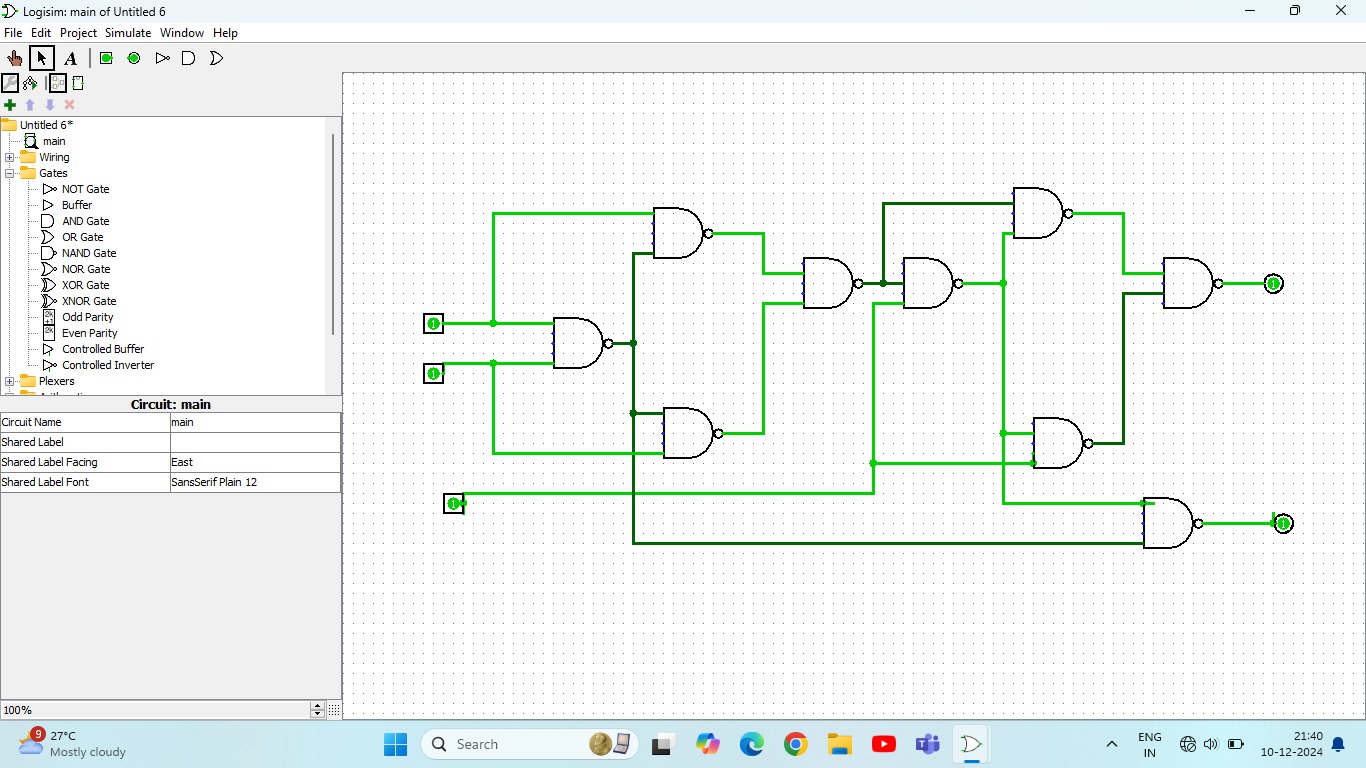 Logisim: main of Untitled 6
File Edit Project Simulate Window Help
A
Untitled 6*
main
Wiring
Gates
NOT Gate
Buffer
AND Gate
OR Gate
NAND Gate
NOR Gate
XOR Gate
XNOR Gate
Odd Parity
Even Parity
Controlled Buffer
Controlled Inverter
Plexers
Circuit: main
Circuit Name main
Shared Label
Shared Label Facing East
Shared Label Font SansSerif Plain 12
1
1
1
1
1
100%
9
27°C
Mostly cloudy
Search
ENG
IN
21:40
10-12-2024